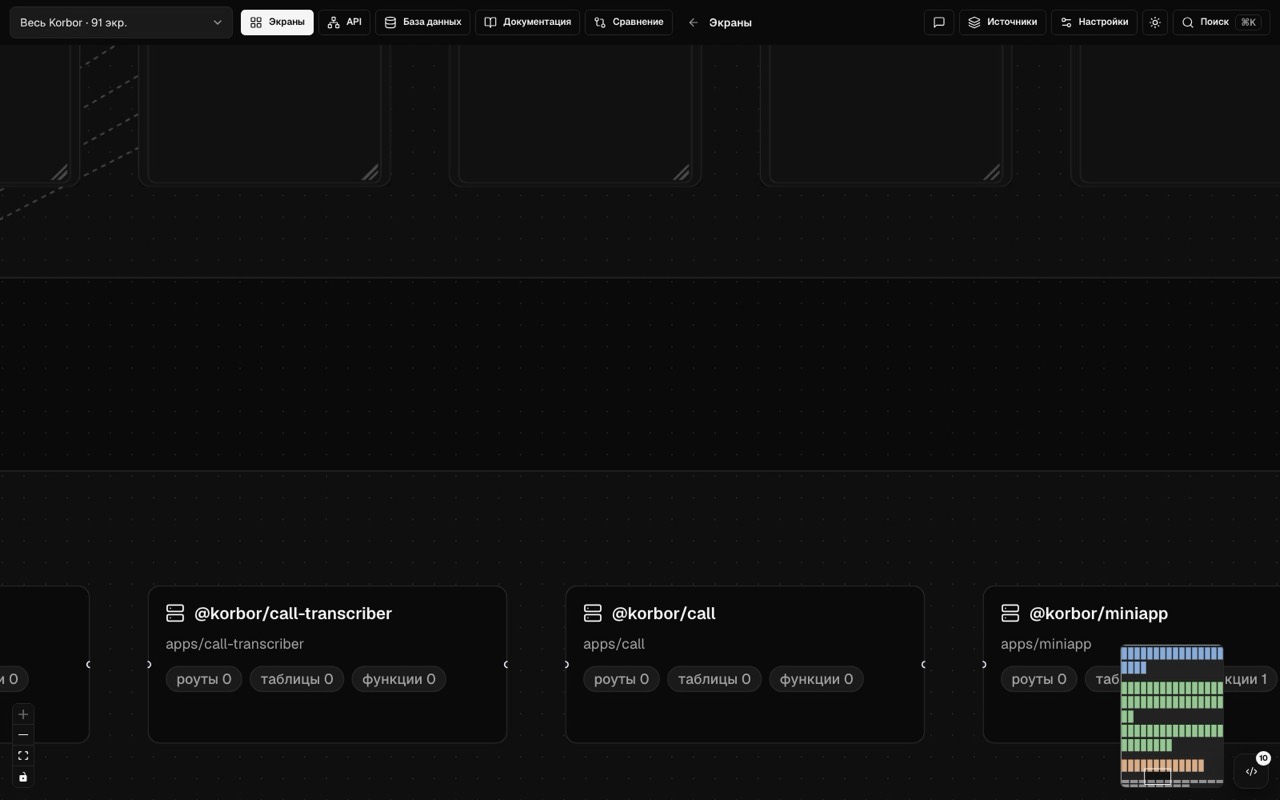 Весь Korbor · 91 экр. Экраны API База данных Документация Сравнение Экраны Источники Настройки Поиск ⌘K
@korbor/call-transcriber @korbor/call @korbor/miniapp
apps/call-transcriber apps/call apps/miniapp
и 0 роуты 0 таблицы 0 функции 0 роуты 0 таблицы 0 функции 0 роуты 0 таб кции 1
10